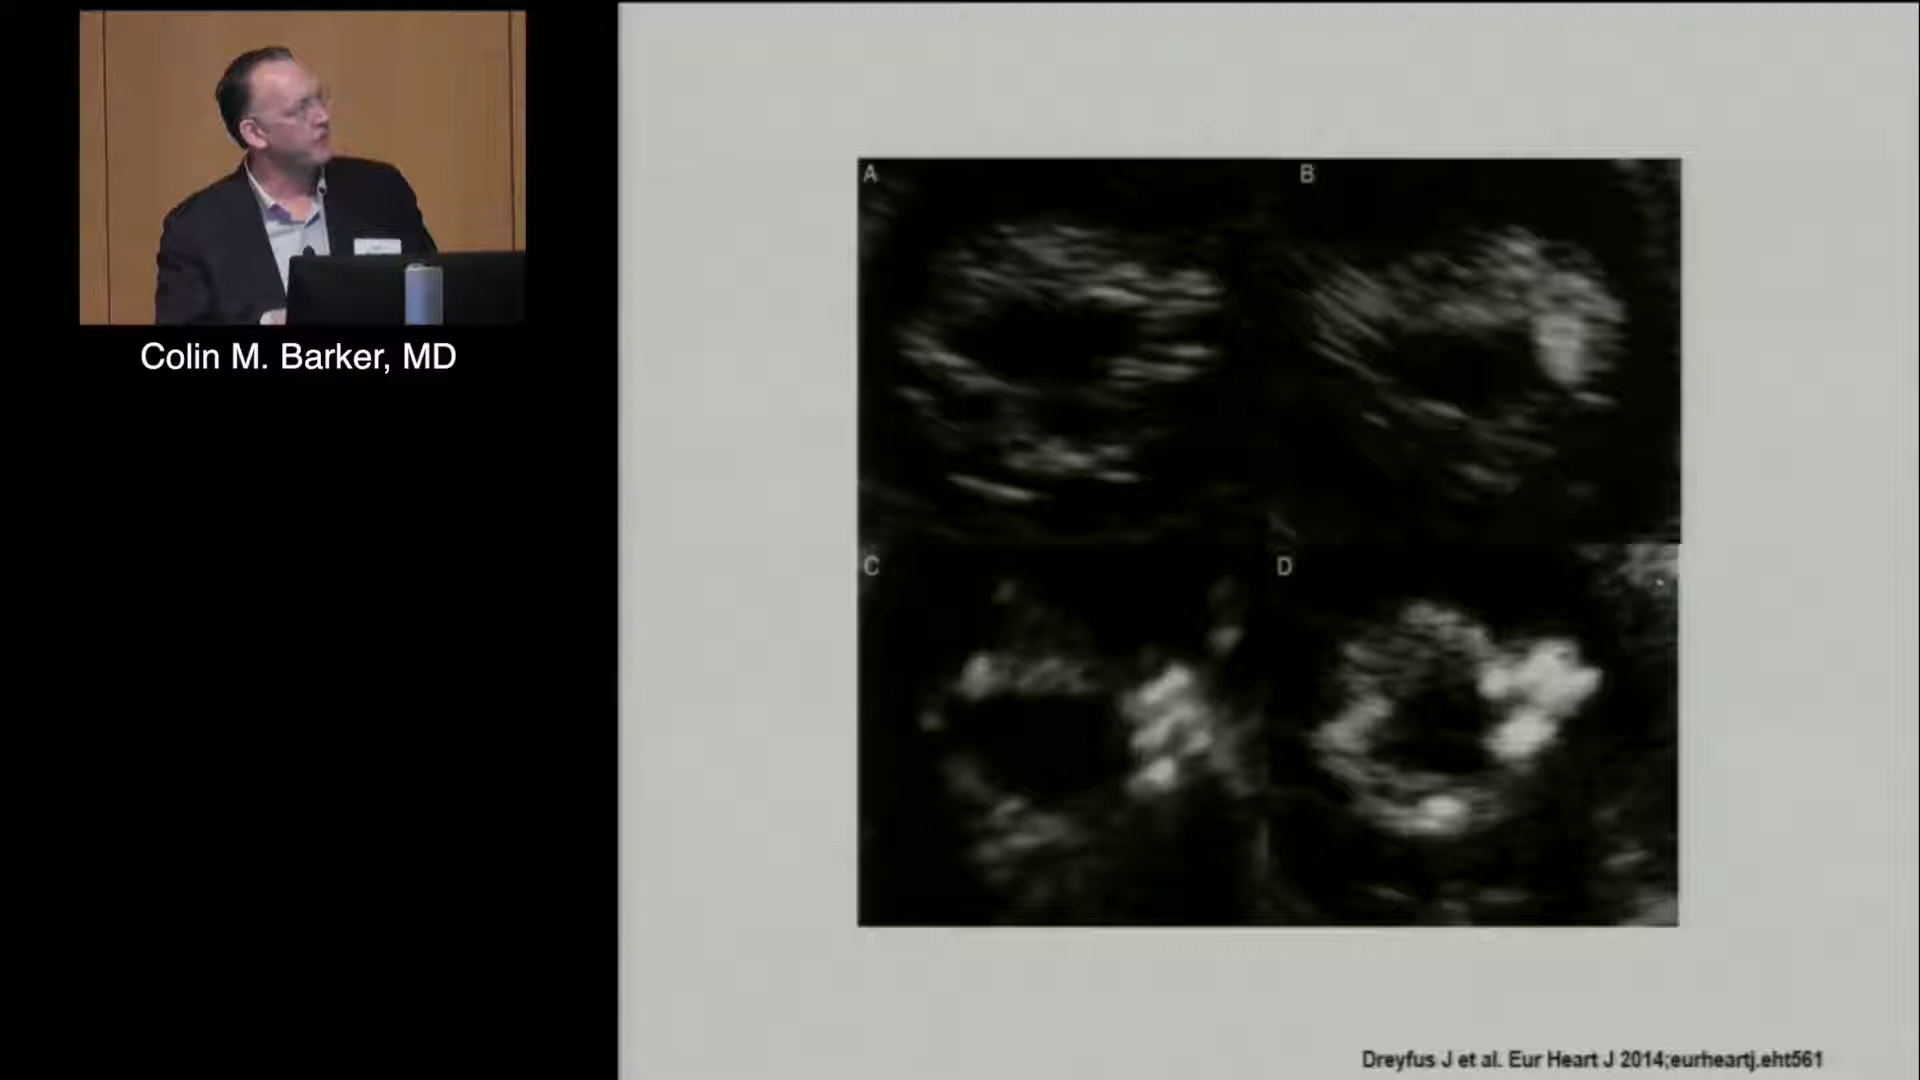 Colin M. Barker, MD
A
B
C
D
Dreyfus J et al. Eur Heart J 2014;eurheartj.eht561